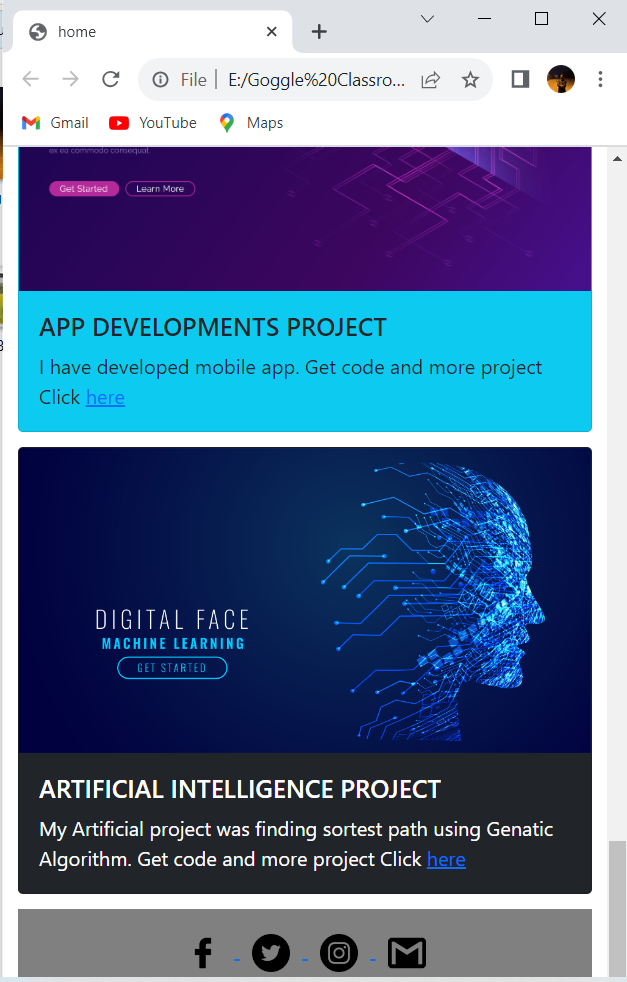 home
File
E:/Goggle%20Classro...
Gmail
YouTube
Maps
ex ea commodo consequat.
Get Started
Learn More
APP DEVELOPMENTS PROJECT
I have developed mobile app. Get code and more project
Click here
DIGITAL FACE
MACHINE LEARNING
GET STARTED
ARTIFICIAL INTELLIGENCE PROJECT
My Artificial project was finding sortest path using Genatic
Algorithm. Get code and more project Click here